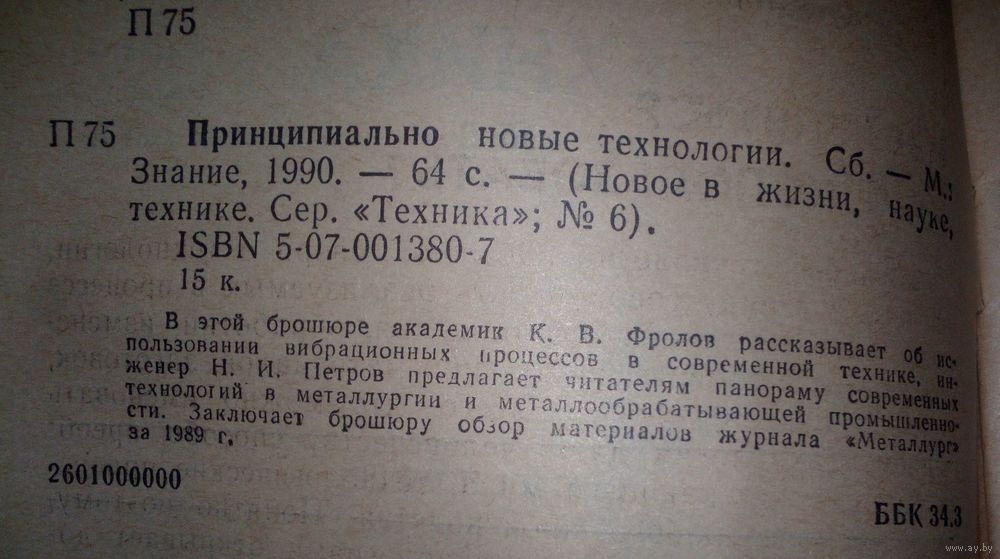 П 75
П 75 Принципиально новые технологии. Сб. — М.:
Знание, 1990. — 64 с. — (Новое в жизни, науке,
технике. Сер. «Техника»; № 6).
ISBN 5-07-001380-7
15 к.
В этой брошюре академик К. В. Фролов рассказывает об ис-
пользовании вибрационных процессов в современной технике, ин-
женер Н. И. Петров предлагает читателям панораму современных
технологий в металлургии и металлообрабатывающей промышленно-
сти. Заключает брошюру обзор материалов журнала «Металлург»
за 1989 г.
2601000000
ББК 34.3
www.ay.by